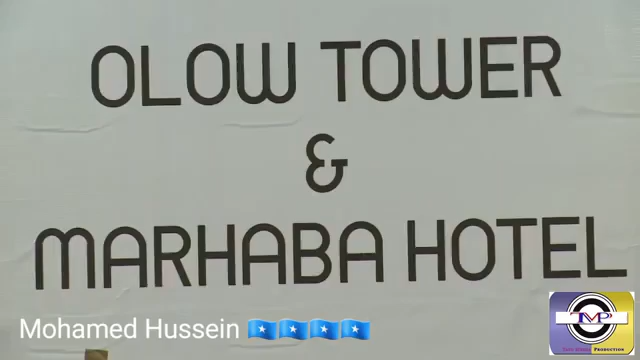 OLOW TOWER
&
MARHABA HOTEL
Mohamed Hussein 🇸🇴🇸🇴🇸🇴🇸🇴